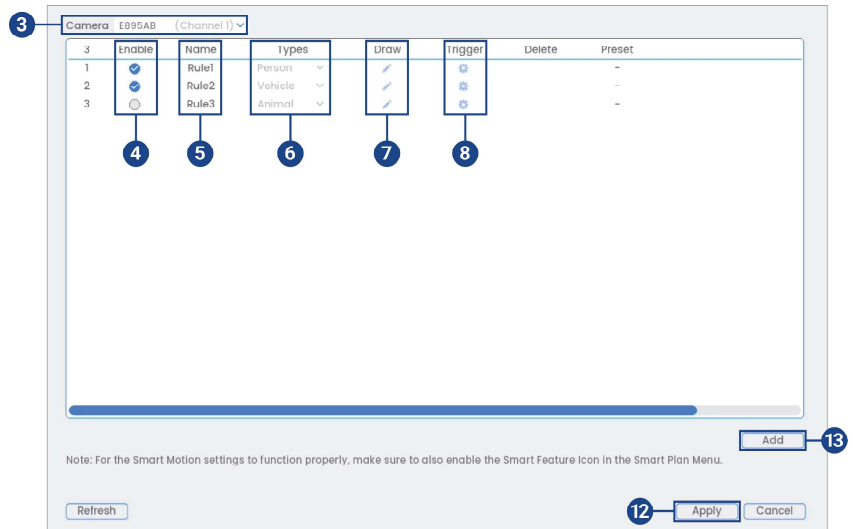 3 Camera E895AB (Channel 1)
3 Enable Name Types Draw Trigger Delete Preset
1 Rule1 Person -
2 Rule2 Vehicle -
3 Rule3 Animal -
4 5 6 7 8
Add 13
Note: For the Smart Motion settings to function properly, make sure to also enable the Smart Feature Icon in the Smart Plan Menu.
Refresh 12 Apply Cancel